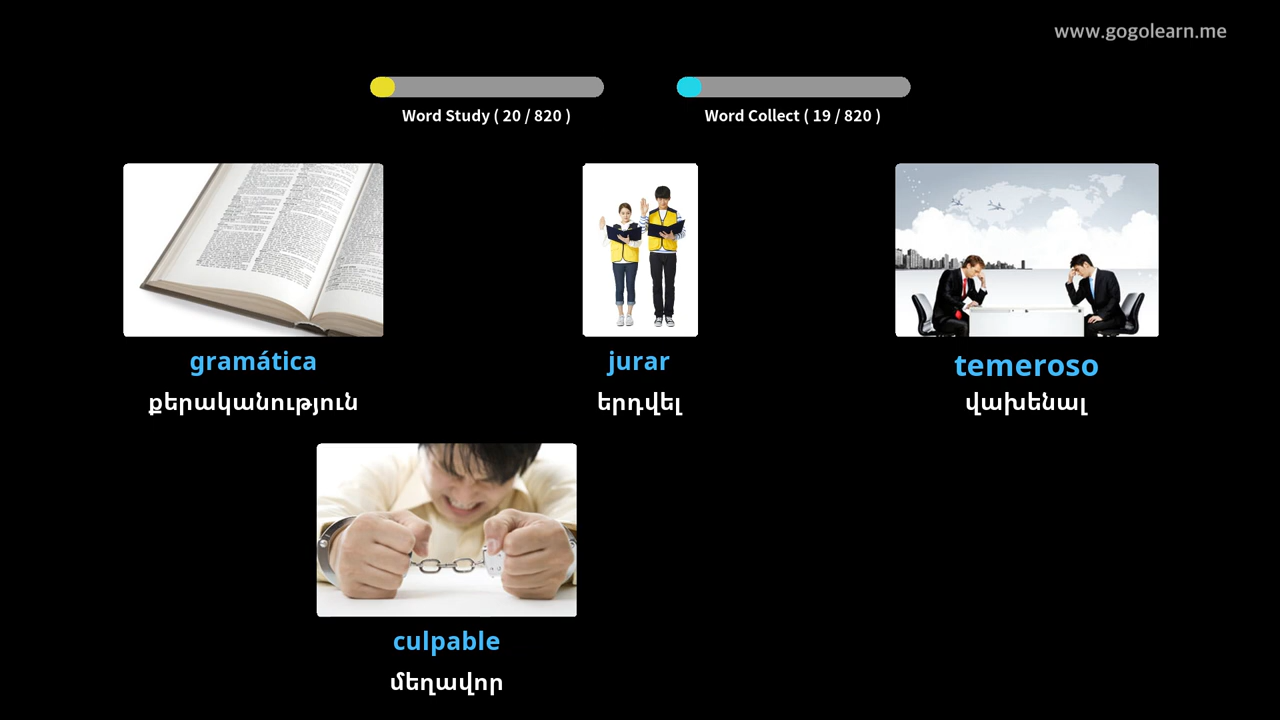 www.gogolearn.me
Word Study ( 20 / 820 )
Word Collect ( 19 / 820 )
gramática
քերականություն
jurar
երդվել
temeroso
վախենալ
culpable
մեղավոր